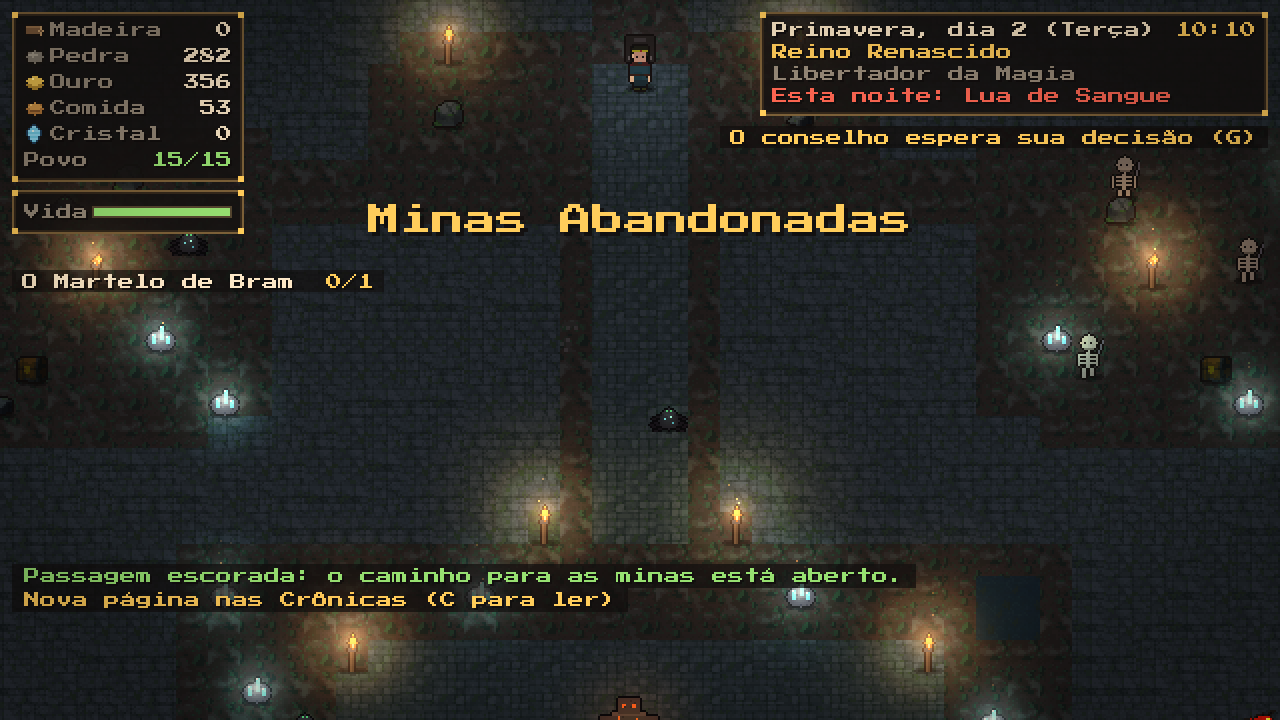 Madeira 0
Pedra 282
Ouro 356
Comida 53
Cristal 0
Povo 15/15
Vida
Primavera, dia 2 (Terça) 10:10
Reino Renascido
Libertador da Magia
Esta noite: Lua de Sangue
O conselho espera sua decisão (G)
Minas Abandonadas
O Martelo de Bram 0/1
Passagem escorada: o caminho para as minas está aberto.
Nova página nas Crônicas (C para ler)